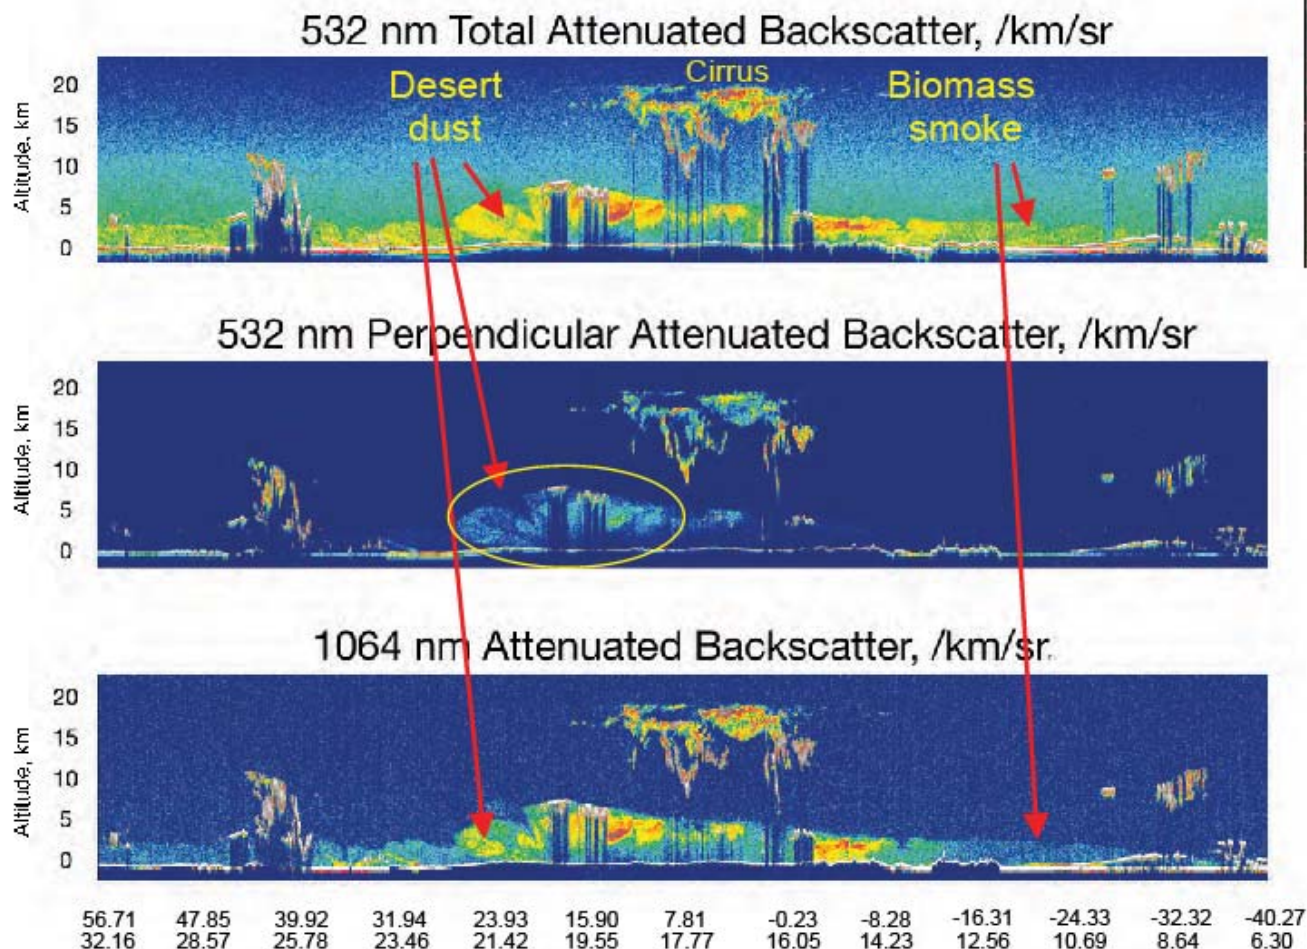 532 nm Total Attenuated Backscatter, /km/sr
Altitude, km
20
15
10
5
0
Desert
dust
Cirrus
Biomass
smoke
532 nm Perpendicular Attenuated Backscatter, /km/sr
Altitude, km
20
15
10
5
0
1064 nm Attenuated Backscatter, /km/sr
Altitude, km
20
15
10
5
0
56.71 47.85 39.92 31.94 23.93 15.90 7.81 -0.23 -8.28 -16.31 -24.33 -32.32 -40.27
32.16 28.57 25.78 23.46 21.42 19.55 17.77 16.05 14.23 12.56 10.69 8.64 6.30